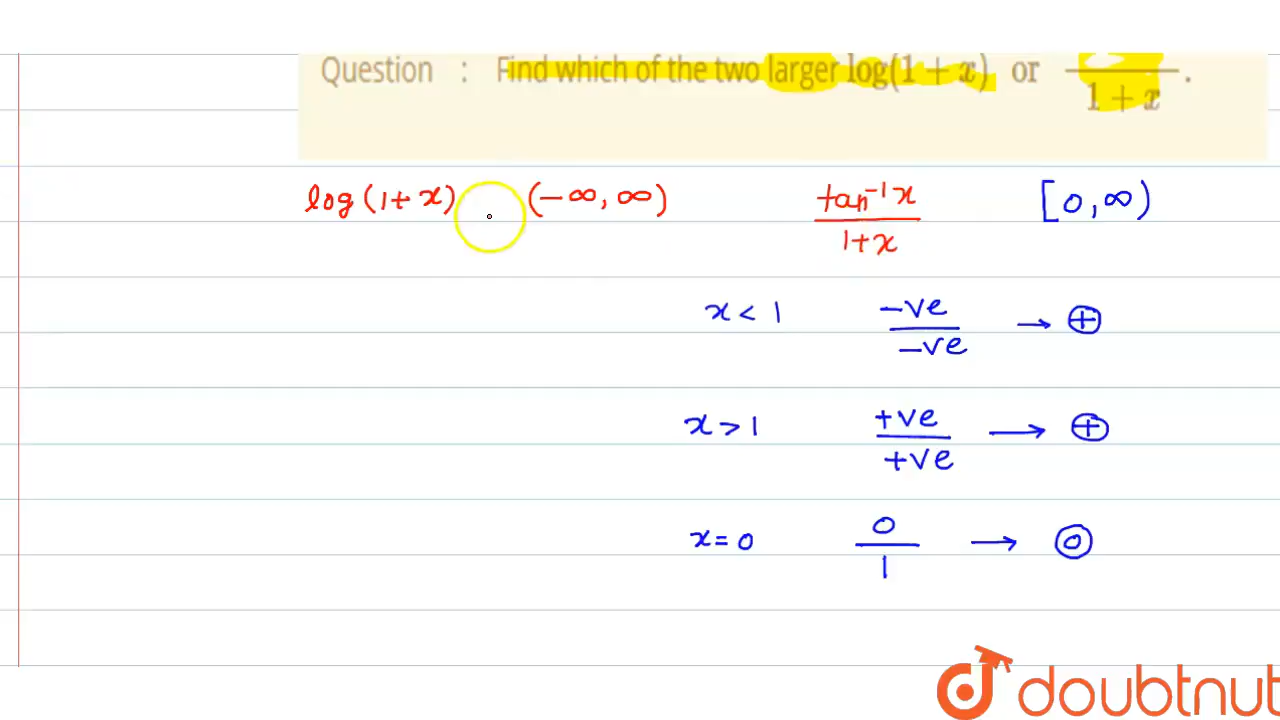 Question : Find which of the two larger log(1 + x) or 1 + x .
log (1 + x) (-∞, ∞) tan⁻¹x / 1+x [0, ∞)
x < 1 -ve / -ve → ⊕
x > 1 +ve / +ve → ⊕
x = 0 0 / 1 → ⓪
doubtnut